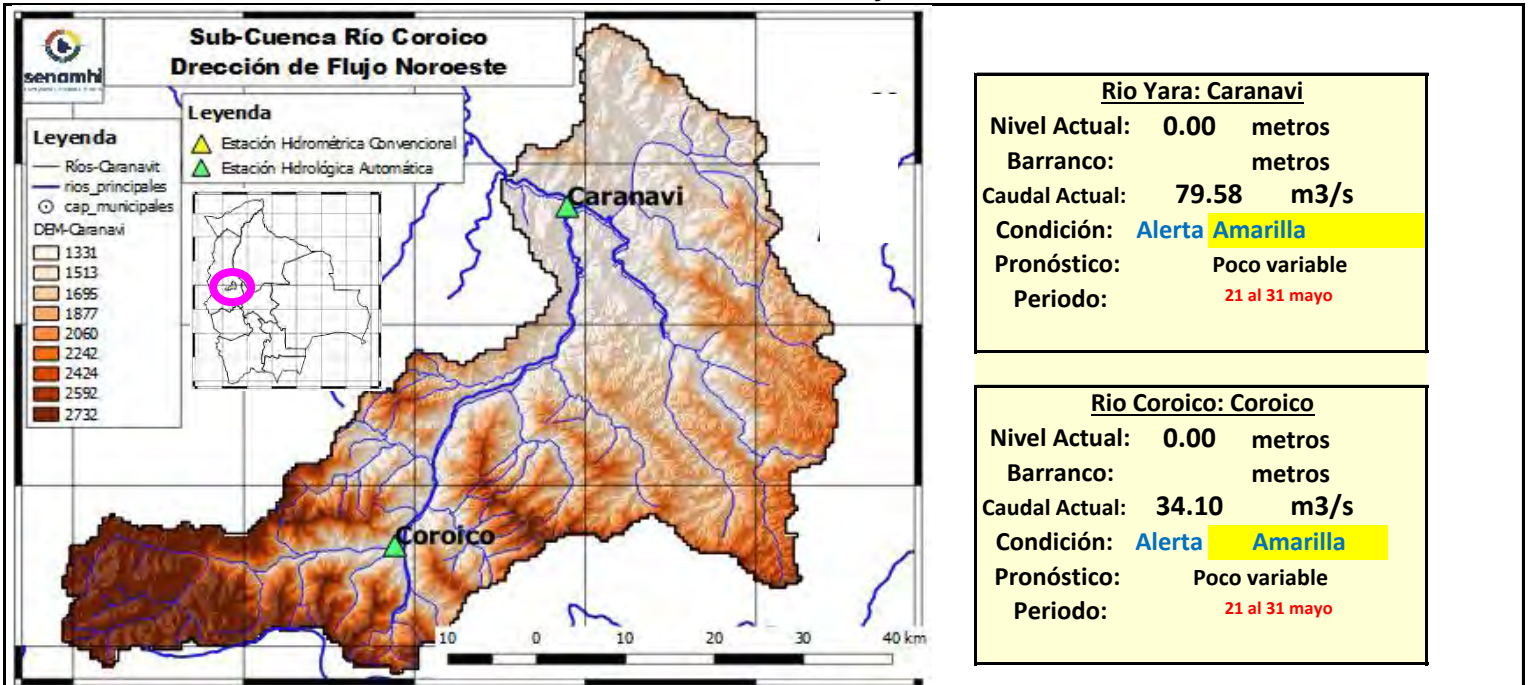 Sub-Cuenca Río Coroico
Drección de Flujo Noroeste
senamhi
Leyenda
Estación Hidrométrica Convencional
Estación Hidrológica Automática
Leyenda
Ríos-Caranavit
rios_principales
cap_municipales
DEM-Caranavi
1331
1513
1695
1877
2060
2242
2424
2592
2732
Caranavi
Coroico
10 0 10 20 30 40 km
Rio Yara: Caranavi
Nivel Actual: 0.00 metros
Barranco: metros
Caudal Actual: 79.58 m3/s
Condición: Alerta Amarilla
Pronóstico: Poco variable
Periodo: 21 al 31 mayo
Rio Coroico: Coroico
Nivel Actual: 0.00 metros
Barranco: metros
Caudal Actual: 34.10 m3/s
Condición: Alerta Amarilla
Pronóstico: Poco variable
Periodo: 21 al 31 mayo